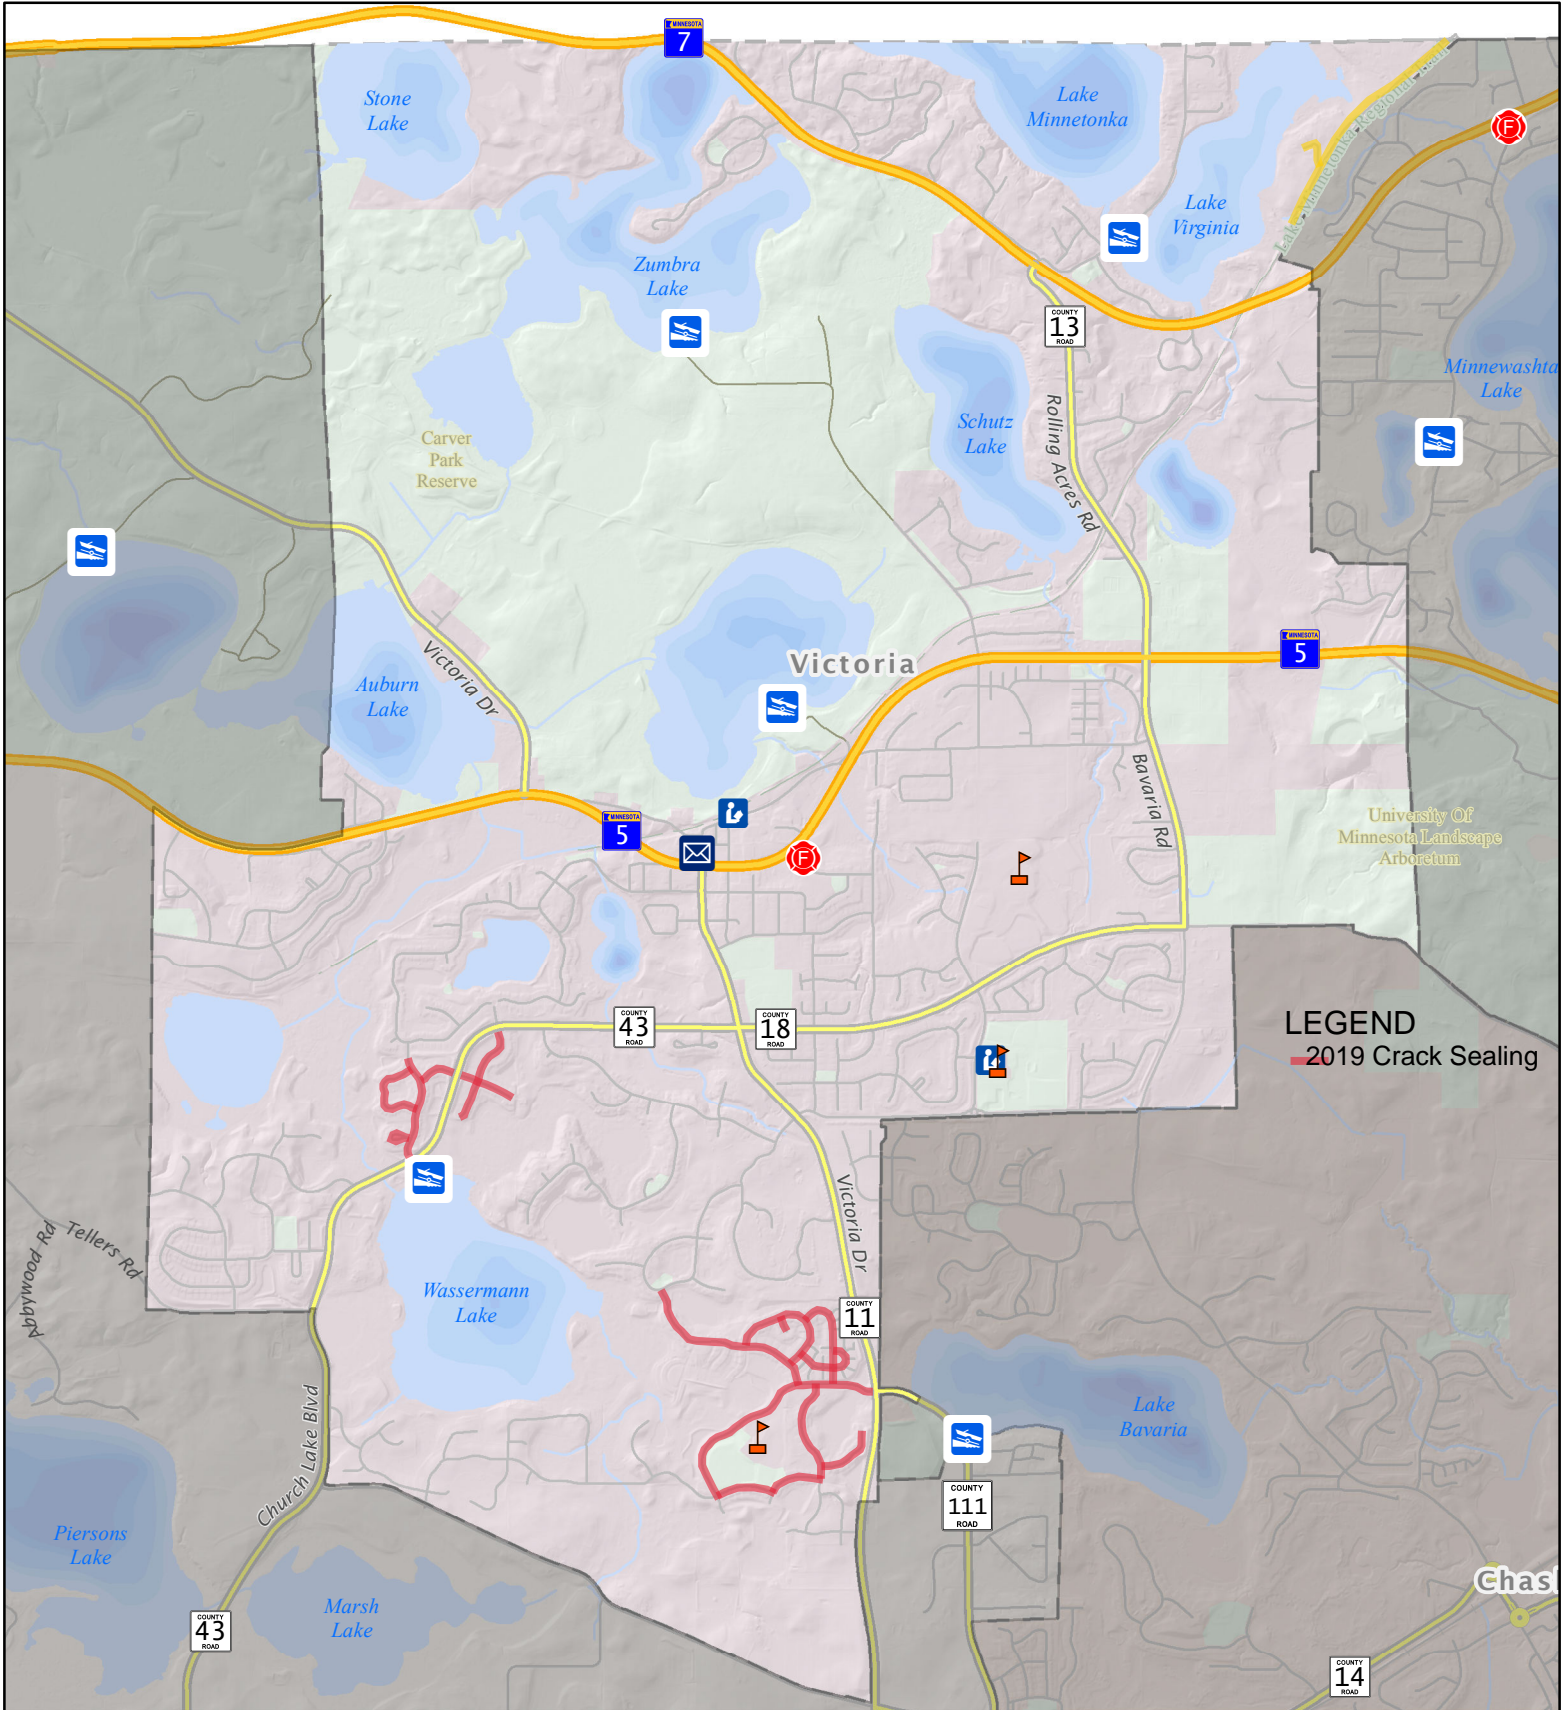 MINNESOTA
7
Stone
Lake
Lake
Minnetonka
Lake Minnetonka Regional Trail
F
Lake
Virginia
Zumbra
Lake
COUNTY
13
ROAD
Minnewashta
Lake
Rolling Acres Rd
Schutz
Lake
Carver
Park
Reserve
MINNESOTA
5
Victoria
Victoria Dr
Auburn
Lake
Bavaria Rd
University Of
Minnesota Landscape
Arboretum
MINNESOTA
5
F
COUNTY
43
ROAD
COUNTY
18
ROAD
LEGEND
2019 Crack Sealing
Victoria Dr
Abbywood Rd
Tellers Rd
Wassermann
Lake
COUNTY
11
ROAD
Lake
Bavaria
Church Lake Blvd
COUNTY
111
ROAD
Piersons
Lake
Chas
Marsh
Lake
COUNTY
43
ROAD
COUNTY
14
ROAD